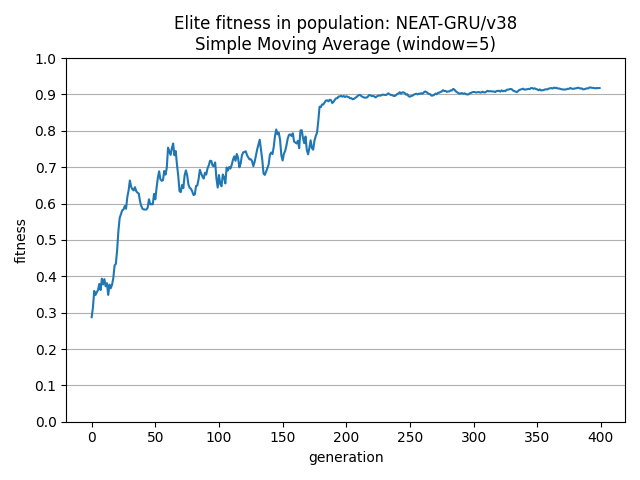 Elite fitness in population: NEAT-GRU/v38
Simple Moving Average (window=5)
1.0
0.9
0.8
0.7
0.6
0.5
0.4
0.3
0.2
0.1
0.0
fitness
0 50 100 150 200 250 300 350 400
generation